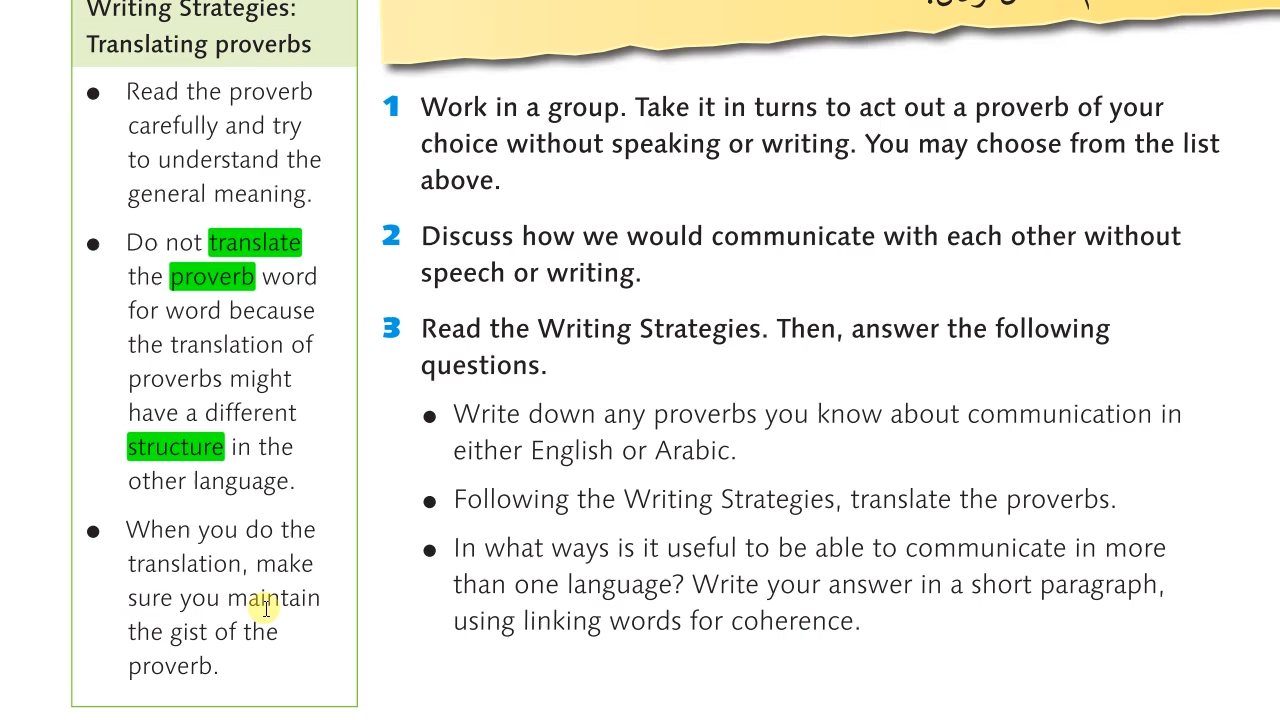 Writing Strategies:
Translating proverbs
● Read the proverb
carefully and try
to understand the
general meaning.
● Do not translate
the proverb word
for word because
the translation of
proverbs might
have a different
structure in the
other language.
● When you do the
translation, make
sure you maintain
the gist of the
proverb.
1 Work in a group. Take it in turns to act out a proverb of your
choice without speaking or writing. You may choose from the list
above.
2 Discuss how we would communicate with each other without
speech or writing.
3 Read the Writing Strategies. Then, answer the following
questions.
● Write down any proverbs you know about communication in
either English or Arabic.
● Following the Writing Strategies, translate the proverbs.
● In what ways is it useful to be able to communicate in more
than one language? Write your answer in a short paragraph,
using linking words for coherence.